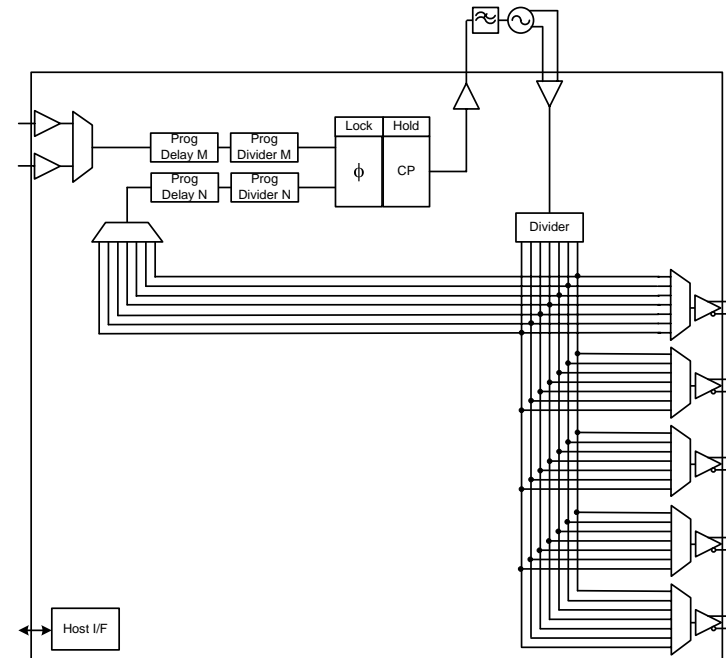 Lock Hold
Prog
Delay M
Prog
Divider M
Prog
Delay N
Prog
Divider N
ϕ CP
Divider
Host I/F